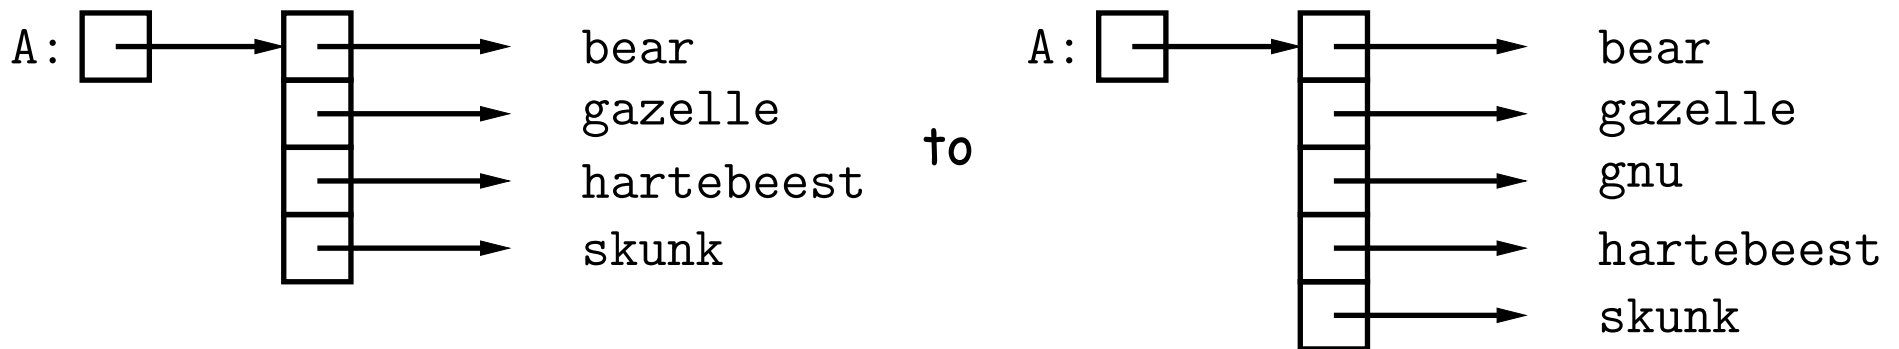 A: bear A: bear
gazelle gazelle
to
hartebeest gnu
skunk hartebeest
skunk